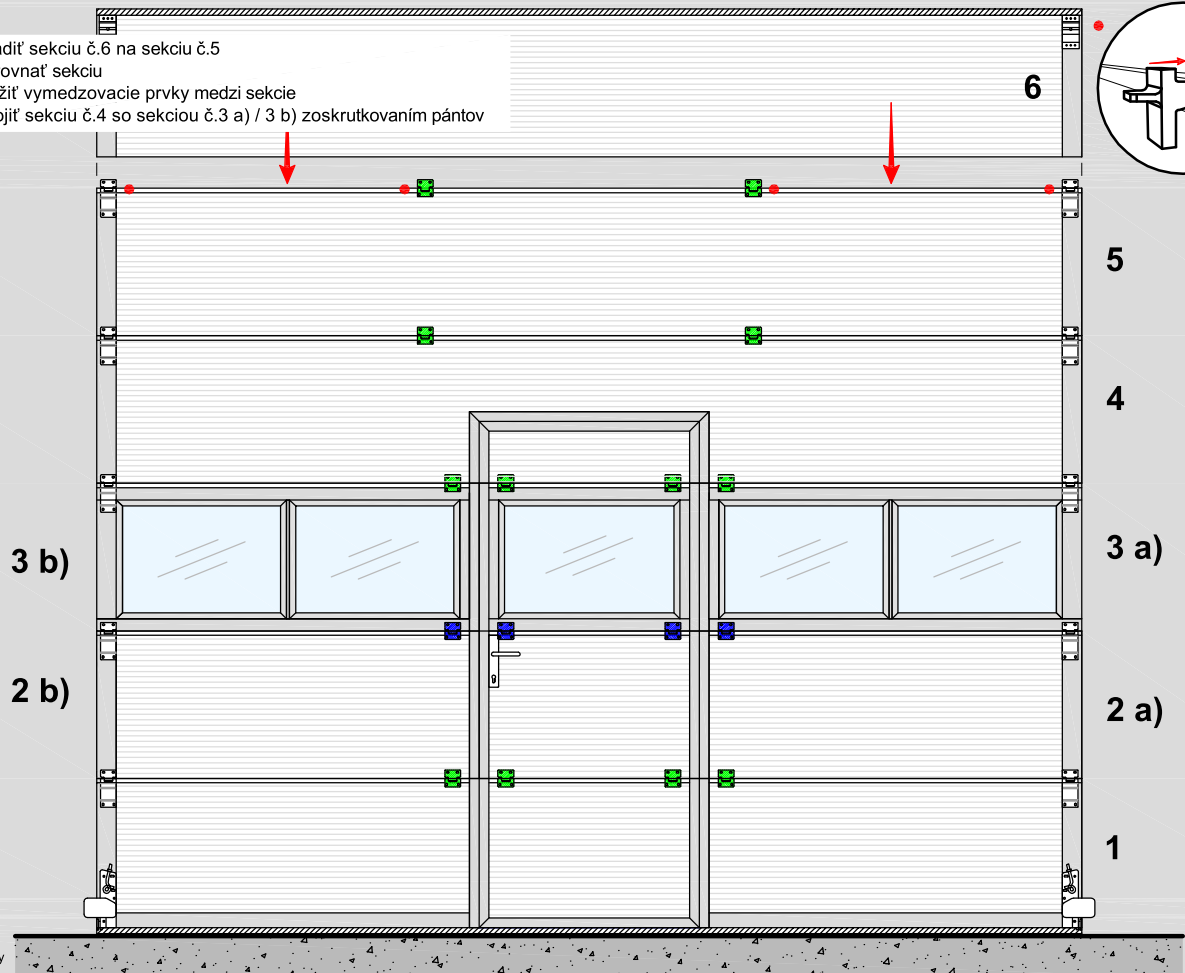 diť sekciu č.6 na sekciu č.5
ovnať sekciu
žiť vymedzovacie prvky medzi sekcie
ojiť sekciu č.4 so sekciou č.3 a) / 3 b) zoskrutkovaním pántov
6
5
4
3 b)
3 a)
2 b)
2 a)
1
y